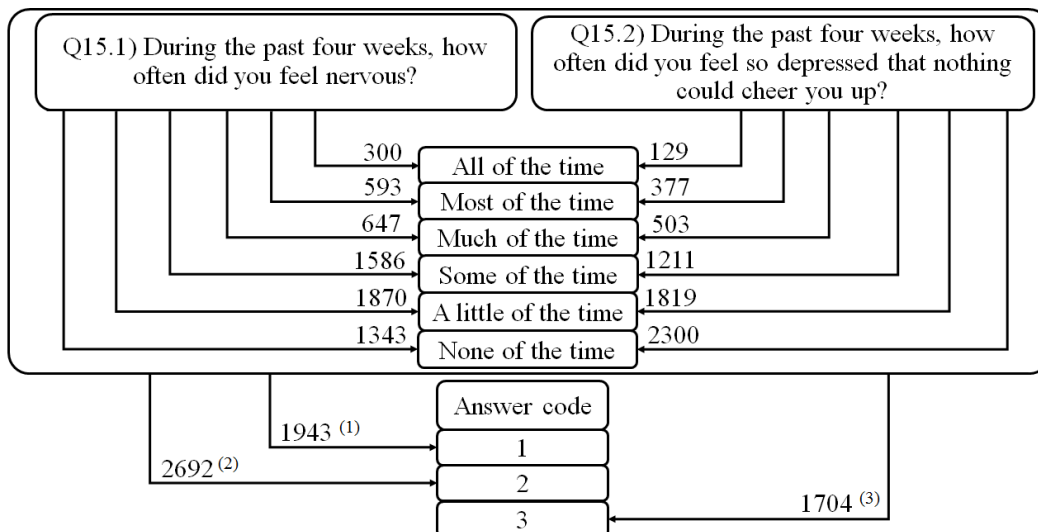 Q15.1) During the past four weeks, how
often did you feel nervous?
Q15.2) During the past four weeks, how
often did you feel so depressed that nothing
could cheer you up?
300 All of the time 129
593 Most of the time 377
647 Much of the time 503
1586 Some of the time 1211
1870 A little of the time 1819
1343 None of the time 2300
Answer code
1943 (1) 1
2692 (2) 2
3 1704 (3)